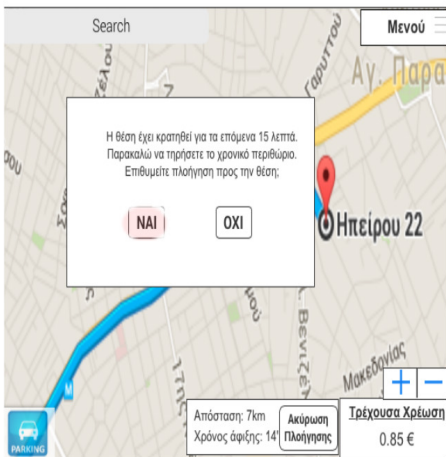 Search
Μενού
Γαρυττού
Αγ. Παρα
Η θέση έχει κρατηθεί για τα επόμενα 15 λεπτά.
Παρακαλώ να τηρήσετε το χρονικό περιθώριο.
Επιθυμείτε πλοήγηση προς την θέση;
ΝΑΙ
ΟΧΙ
Ηπείρου 22
Μακεδονίας
M
+ −
Απόσταση: 7km
Χρόνος άφιξης: 14'
Ακύρωση
Πλοήγησης
Τρέχουσα Χρέωση
0.85 €
PARKING